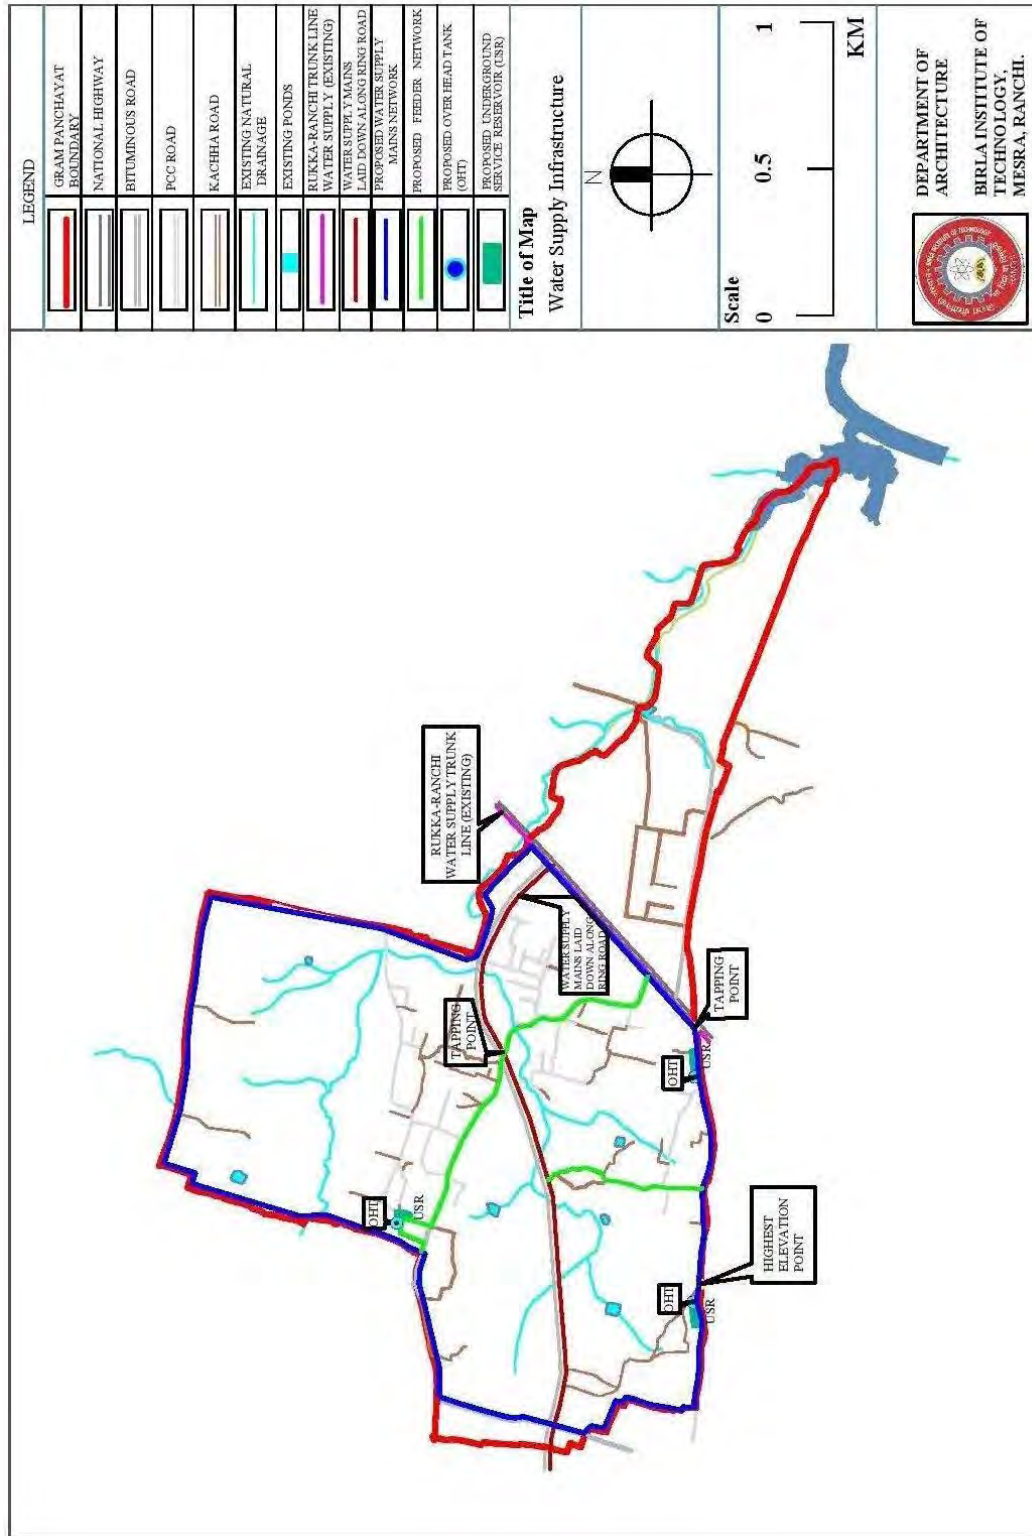 LEGEND
GRAM PANCHAYAT
BOUNDARY
NATIONAL HIGHWAY
BITUMINOUS ROAD
PCC ROAD
KACHHA ROAD
EXISTING NATURAL
DRAINAGE
EXISTING PONDS
RUKKA-RANCHI TRUNK LINE
WATER SUPPLY (EXISTING)
WATER SUPPLY MAINS
LAID DOWN ALONG RING ROAD
PROPOSED WATER SUPPLY
MAINS NETWORK
PROPOSED FEEDER NETWORK
PROPOSED OVER HEAD TANK
(OHT)
PROPOSED UNDERGROUND
SERVICE RESERVOIR (USR)
Title of Map
Water Supply Infrastructure
N
Scale
0
0.5
1
KM
DEPARTMENT OF
ARCHITECTURE
BIRLA INSTITUTE OF
TECHNOLOGY,
MESRA, RANCHI.
RUKKA-RANCHI
WATER SUPPLY TRUNK
LINE (EXISTING)
WATER SUPPLY
MAINS LAID
DOWN ALONG
RING ROAD
TAPPING
POINT
TAPPING
POINT
OHT
USR
OHT
USR
OHT
USR
HIGHEST
ELEVATION
POINT